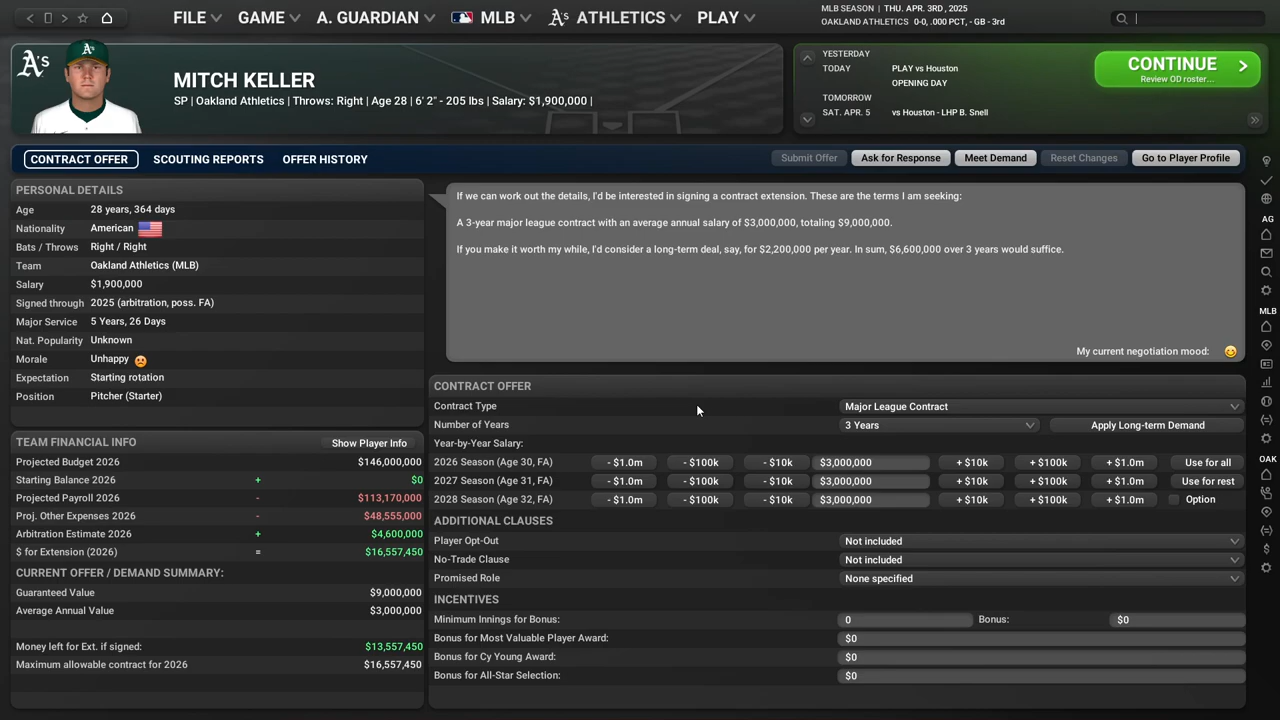 FILE GAME A. GUARDIAN MLB A's ATHLETICS PLAY
MLB SEASON | THU. APR. 3RD, 2025
OAKLAND ATHLETICS 0-0, .000 PCT, - GB - 3rd
A's
MITCH KELLER
SP | Oakland Athletics | Throws: Right | Age 28 | 6' 2" - 205 lbs | Salary: $1,900,000 |
YESTERDAY
TODAY PLAY vs Houston
OPENING DAY
TOMORROW
SAT. APR. 5 vs Houston - LHP B. Snell
CONTINUE
Review OD roster...
CONTRACT OFFER SCOUTING REPORTS OFFER HISTORY
Submit Offer Ask for Response Meet Demand Reset Changes Go to Player Profile
PERSONAL DETAILS
Age 28 years, 364 days
Nationality American
Bats / Throws Right / Right
Team Oakland Athletics (MLB)
Salary $1,900,000
Signed through 2025 (arbitration, poss. FA)
Major Service 5 Years, 26 Days
Nat. Popularity Unknown
Morale Unhappy
Expectation Starting rotation
Position Pitcher (Starter)
If we can work out the details, I'd be interested in signing a contract extension. These are the terms I am seeking:
A 3-year major league contract with an average annual salary of $3,000,000, totaling $9,000,000.
If you make it worth my while, I'd consider a long-term deal, say, for $2,200,000 per year. In sum, $6,600,000 over 3 years would suffice.
My current negotiation mood:
TEAM FINANCIAL INFO Show Player Info
Projected Budget 2026 $146,000,000
Starting Balance 2026 + $0
Projected Payroll 2026 - $113,170,000
Proj. Other Expenses 2026 - $48,555,000
Arbitration Estimate 2026 + $4,600,000
$ for Extension (2026) = $16,557,450
CURRENT OFFER / DEMAND SUMMARY:
Guaranteed Value $9,000,000
Average Annual Value $3,000,000
Money left for Ext. if signed: $13,557,450
Maximum allowable contract for 2026 $16,557,450
CONTRACT OFFER
Contract Type Major League Contract
Number of Years 3 Years Apply Long-term Demand
Year-by-Year Salary:
2026 Season (Age 30, FA) - $1.0m - $100k - $10k $3,000,000 + $10k + $100k + $1.0m Use for all
2027 Season (Age 31, FA) - $1.0m - $100k - $10k $3,000,000 + $10k + $100k + $1.0m Use for rest
2028 Season (Age 32, FA) - $1.0m - $100k - $10k $3,000,000 + $10k + $100k + $1.0m Option
ADDITIONAL CLAUSES
Player Opt-Out Not included
No-Trade Clause Not included
Promised Role None specified
INCENTIVES
Minimum Innings for Bonus: 0 Bonus: $0
Bonus for Most Valuable Player Award: $0
Bonus for Cy Young Award: $0
Bonus for All-Star Selection: $0
AG
MLB
OAK